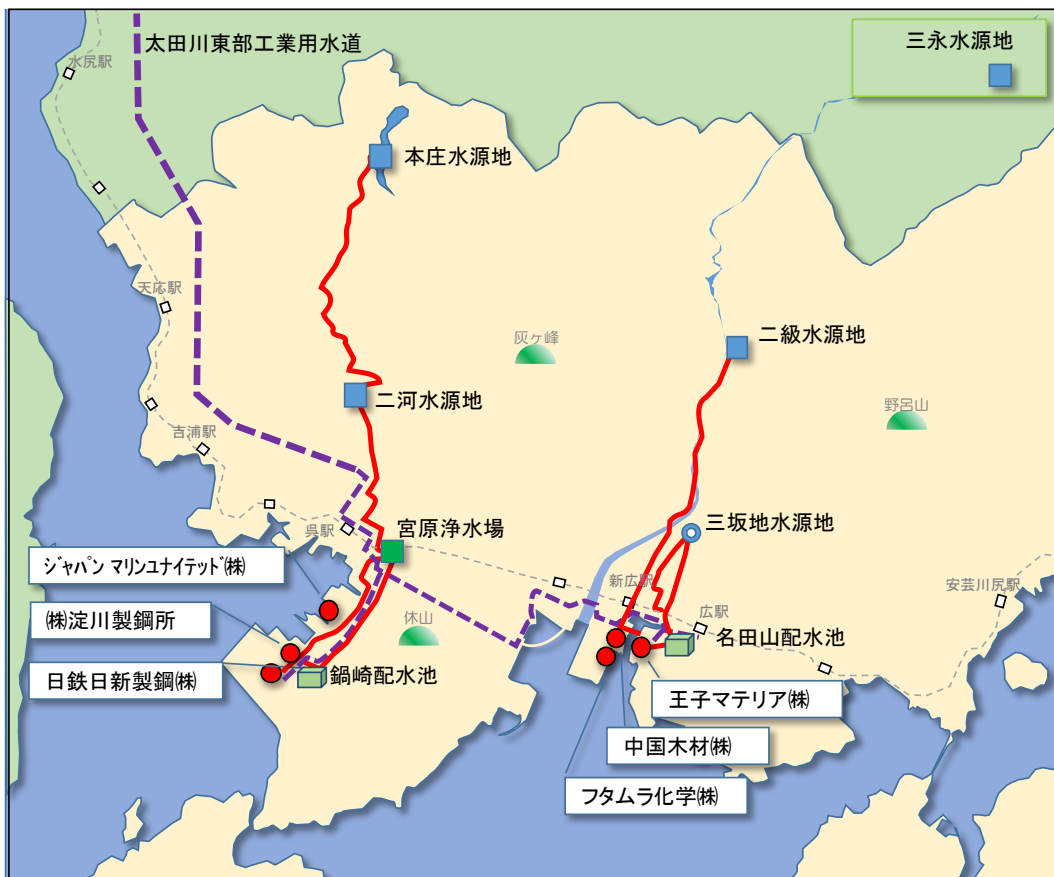 太田川東部工業用水道
三永水源地
水尻駅
本庄水源地
天応駅
灰ヶ峰
二級水源地
二河水源地
野呂山
吉浦駅
三坂地水源地
呉駅
宮原浄水場
ジャパン マリンユナイテッド㈱
新広駅
安芸川尻駅
広駅
㈱淀川製鋼所
休山
名田山配水池
日鉄日新製鋼㈱
鍋崎配水池
王子マテリア㈱
中国木材㈱
フタムラ化学㈱